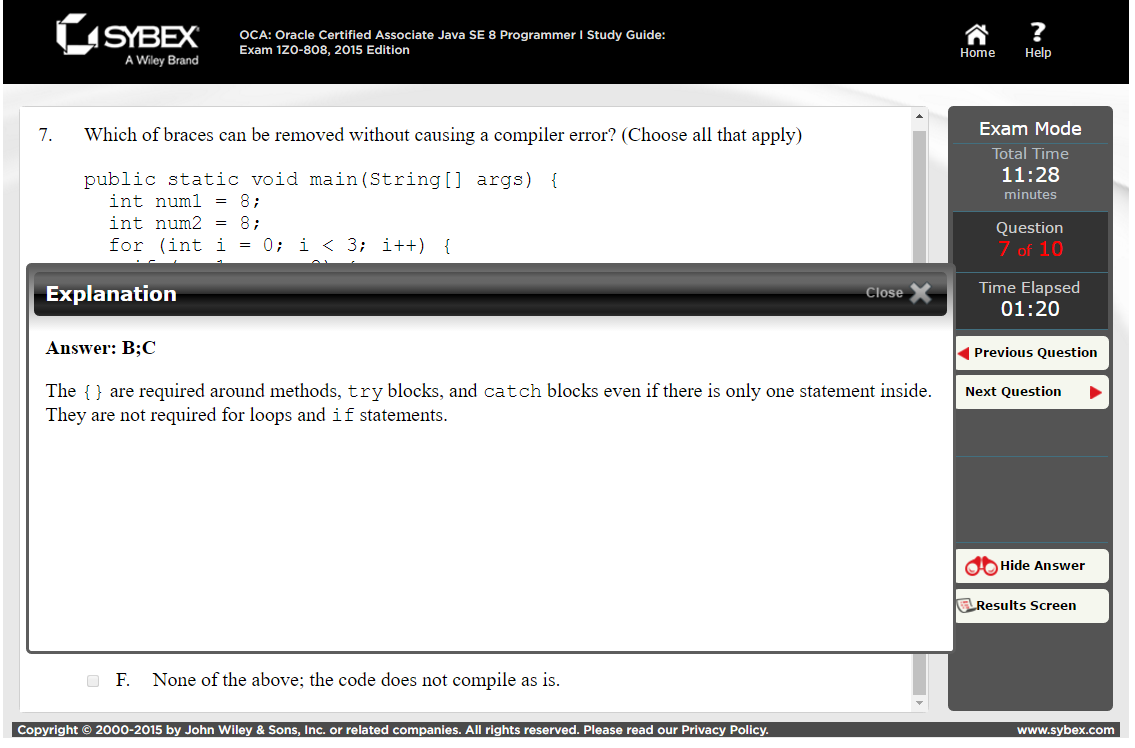 SYBEX
A Wiley Brand
OCA: Oracle Certified Associate Java SE 8 Programmer I Study Guide:
Exam 1Z0-808, 2015 Edition
Home
Help
7. Which of braces can be removed without causing a compiler error? (Choose all that apply)
public static void main(String[] args) {
int num1 = 8;
int num2 = 8;
for (int i = 0; i < 3; i++) {
Explanation
Close
Answer: B;C
The {} are required around methods, try blocks, and catch blocks even if there is only one statement inside.
They are not required for loops and if statements.
F. None of the above; the code does not compile as is.
Exam Mode
Total Time
11:28
minutes
Question
7 of 10
Time Elapsed
01:20
Previous Question
Next Question
Hide Answer
Results Screen
Copyright © 2000-2015 by John Wiley & Sons, Inc. or related companies. All rights reserved. Please read our Privacy Policy.
www.sybex.com